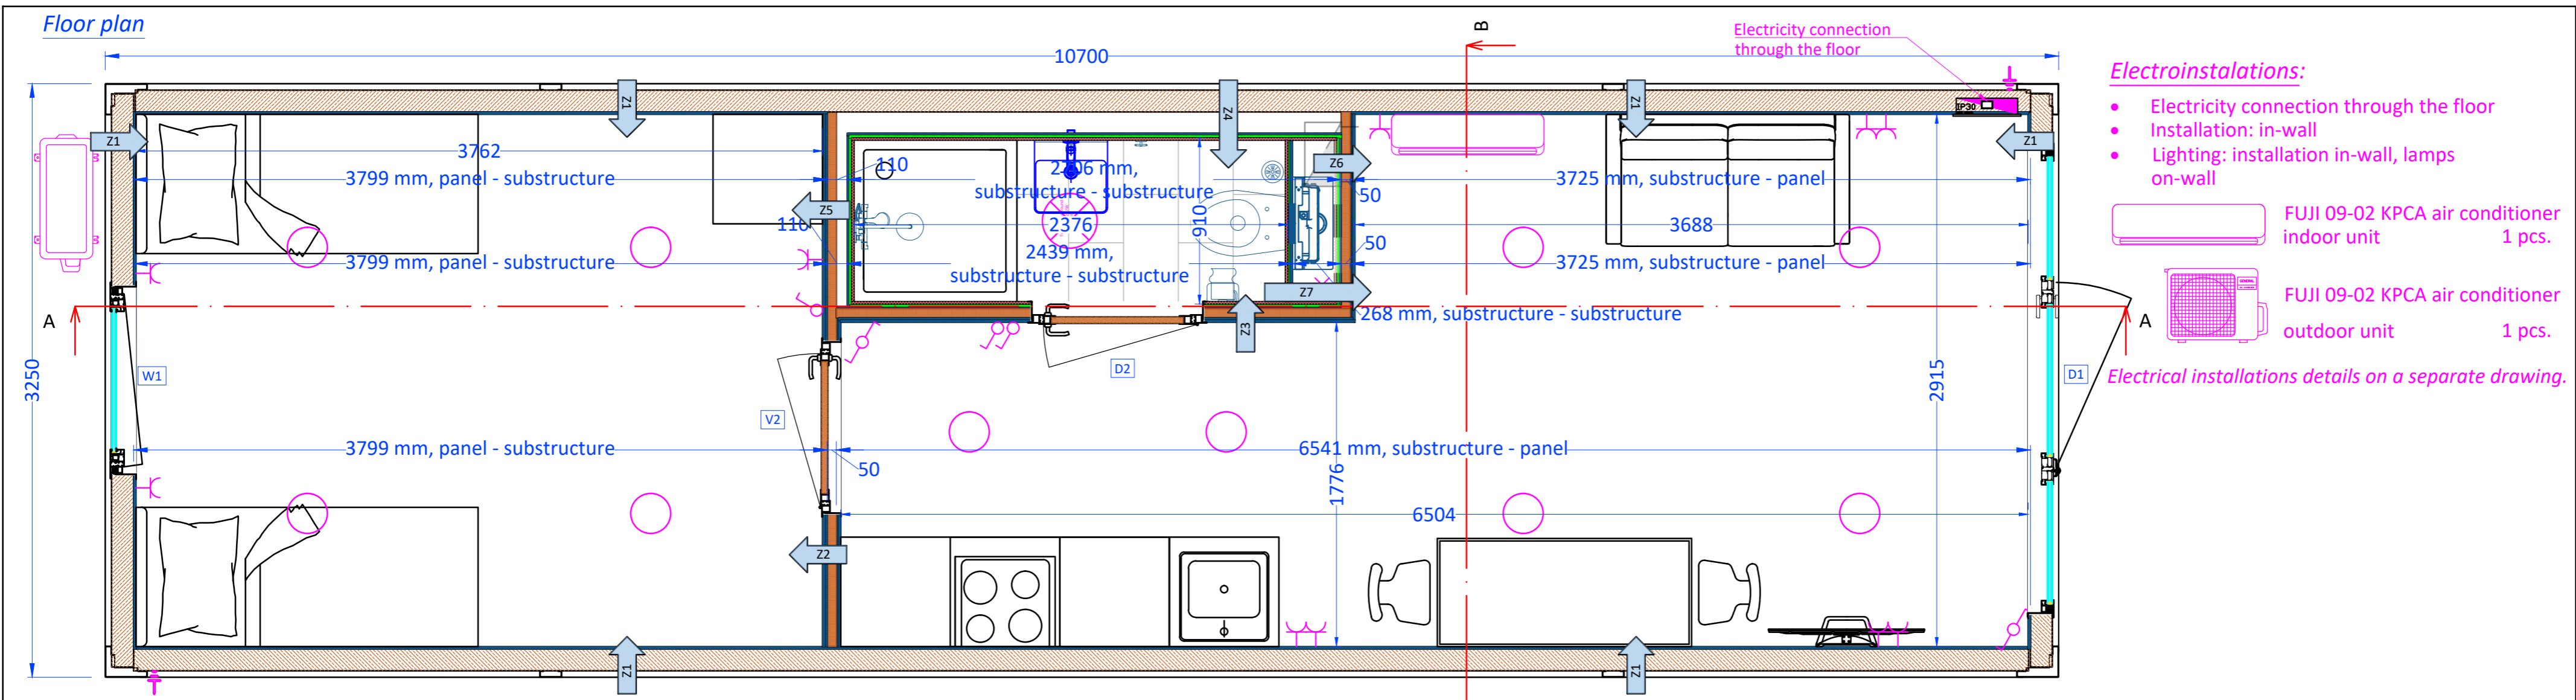 Floor plan
10700
B
Electricity connection
through the floor
Electroinstalations:
• Electricity connection through the floor
• Installation: in-wall
• Lighting: installation in-wall, lamps
on-wall
FUJI 09-02 KPCA air conditioner
indoor unit 1 pcs.
FUJI 09-02 KPCA air conditioner
outdoor unit 1 pcs.
Electrical installations details on a separate drawing.
Z1
Z4
Z1
IP30
Z1
Z1
3762
110
Z6
3799 mm, panel - substructure
substructure - substructure
3725 mm, substructure - panel
50
Z5
110
2376
910
3688
50
2439 mm,
substructure - substructure
3799 mm, panel - substructure
3725 mm, substructure - panel
Z7
A
A
268 mm, substructure - substructure
Z3
3250
W1
D2
D1
2915
V2
3799 mm, panel - substructure
50
6541 mm, substructure - panel
1776
6504
Z2
Z1
Z1
GENERAL